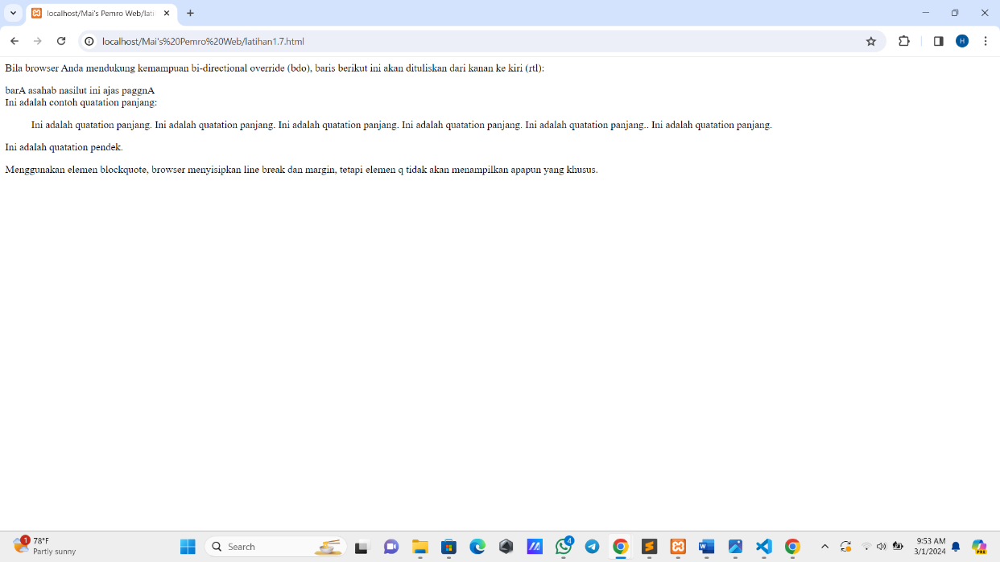 localhost/Mai's Pemro Web/lati
localhost/Mai's%20Pemro%20Web/latihan1.7.html
H
Bila browser Anda mendukung kemampuan bi-directional override (bdo), baris berikut ini akan dituliskan dari kanan ke kiri (rtl):
barA asahab nasilut ini ajas paggnA
Ini adalah contoh quatation panjang:
Ini adalah quatation panjang. Ini adalah quatation panjang. Ini adalah quatation panjang. Ini adalah quatation panjang. Ini adalah quatation panjang.. Ini adalah quatation panjang.
Ini adalah quatation pendek.
Menggunakan elemen blockquote, browser menyisipkan line break dan margin, tetapi elemen q tidak akan menampilkan apapun yang khusus.
1
78°F
Partly sunny
Search
4
9:53 AM
3/1/2024
PRE